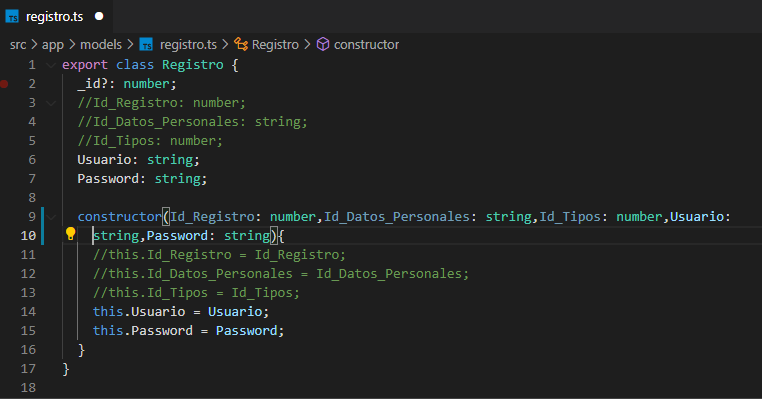 TS registro.ts
src > app > models > TS registro.ts > Registro > constructor
1 export class Registro {
2 _id?: number;
3 //Id_Registro: number;
4 //Id_Datos_Personales: string;
5 //Id_Tipos: number;
6 Usuario: string;
7 Password: string;
8
9 constructor(Id_Registro: number,Id_Datos_Personales: string,Id_Tipos: number,Usuario:
10 string,Password: string){
11 //this.Id_Registro = Id_Registro;
12 //this.Id_Datos_Personales = Id_Datos_Personales;
13 //this.Id_Tipos = Id_Tipos;
14 this.Usuario = Usuario;
15 this.Password = Password;
16 }
17 }
18